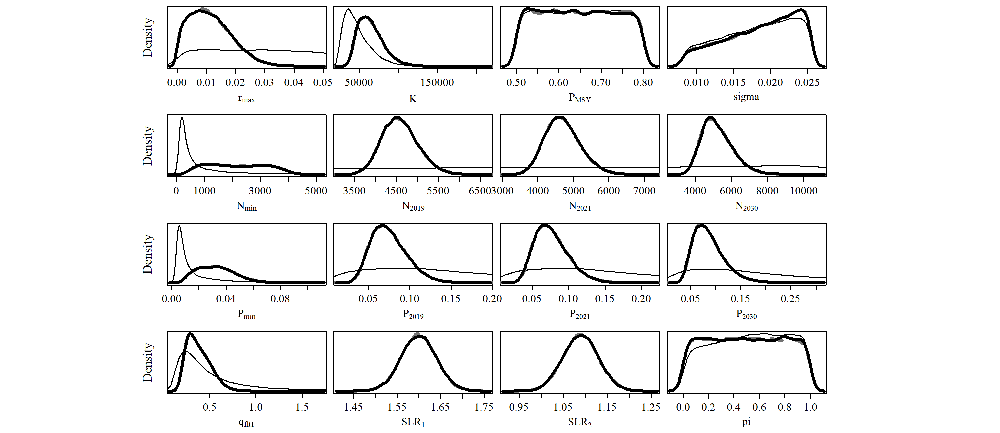 Density
0.00 0.01 0.02 0.03 0.04 0.05 50000 150000 0.50 0.60 0.70 0.80 0.010 0.015 0.020 0.025
rmax K PMSY sigma
Density
0 1000 3000 5000 3500 4500 5500 6500 3000 4000 5000 6000 7000 4000 6000 8000 10000
Nmin N2019 N2021 N2030
Density
0.00 0.04 0.08 0.05 0.10 0.15 0.20 0.05 0.10 0.15 0.20 0.05 0.15 0.25
Pmin P2019 P2021 P2030
Density
0.5 1.0 1.5 1.45 1.55 1.65 1.75 0.95 1.05 1.15 1.25 0.0 0.2 0.4 0.6 0.8 1.0
qflt1 SLR1 SLR2 pi